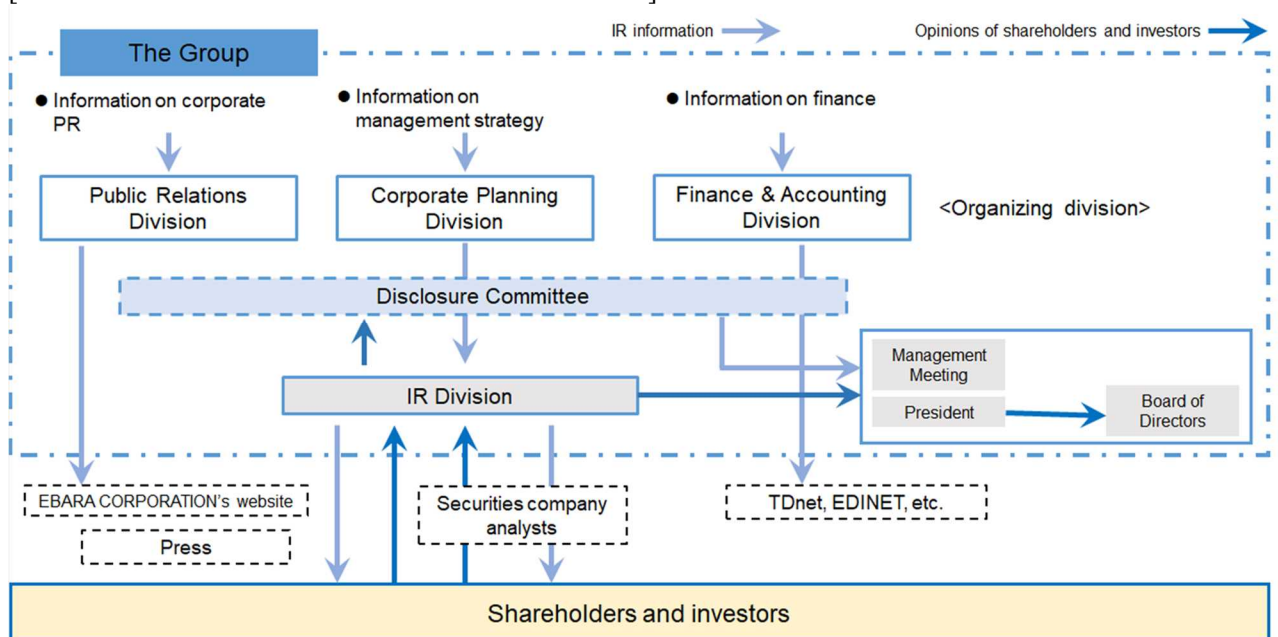 IR information
Opinions of shareholders and investors
The Group
● Information on corporate
PR
● Information on
management strategy
● Information on finance
Public Relations
Division
Corporate Planning
Division
Finance & Accounting
Division
<Organizing division>
Disclosure Committee
IR Division
Management
Meeting
President
Board of
Directors
EBARA CORPORATION's website
Press
Securities company
analysts
TDnet, EDINET, etc.
Shareholders and investors